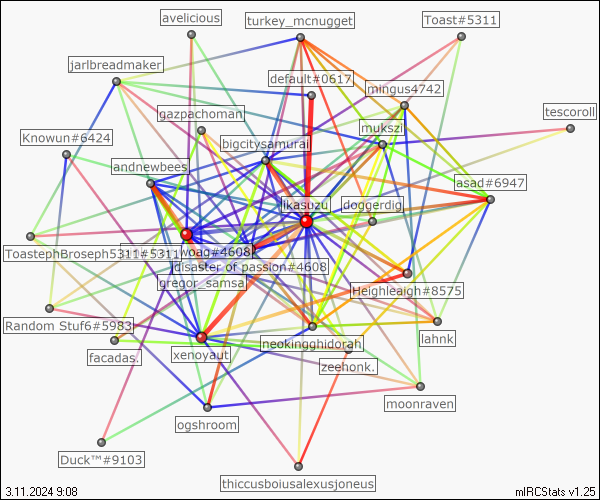 avelicious
turkey_mcnugget
Toast#5311
jarlbreadmaker
default#0617
mingus4742
gazpachoman
tescoroll
mukszi
Knowun#6424
bigcitysamurai
andnewbees
asad#6947
likasuzu
doggerdig
ToastephBroseph5311#5311
woag#4608
disaster of passion#4608
gregor_samsa
Heighleaigh#8575
Random Stuf6#5983
neokingghidorah
lahnk
facadas.
xenoyaut
zeehonk.
moonraven
ogshroom
Duck™#9103
thiccusboiusalexusjoneus
3.11.2024 9:08
mIRCStats v1.25